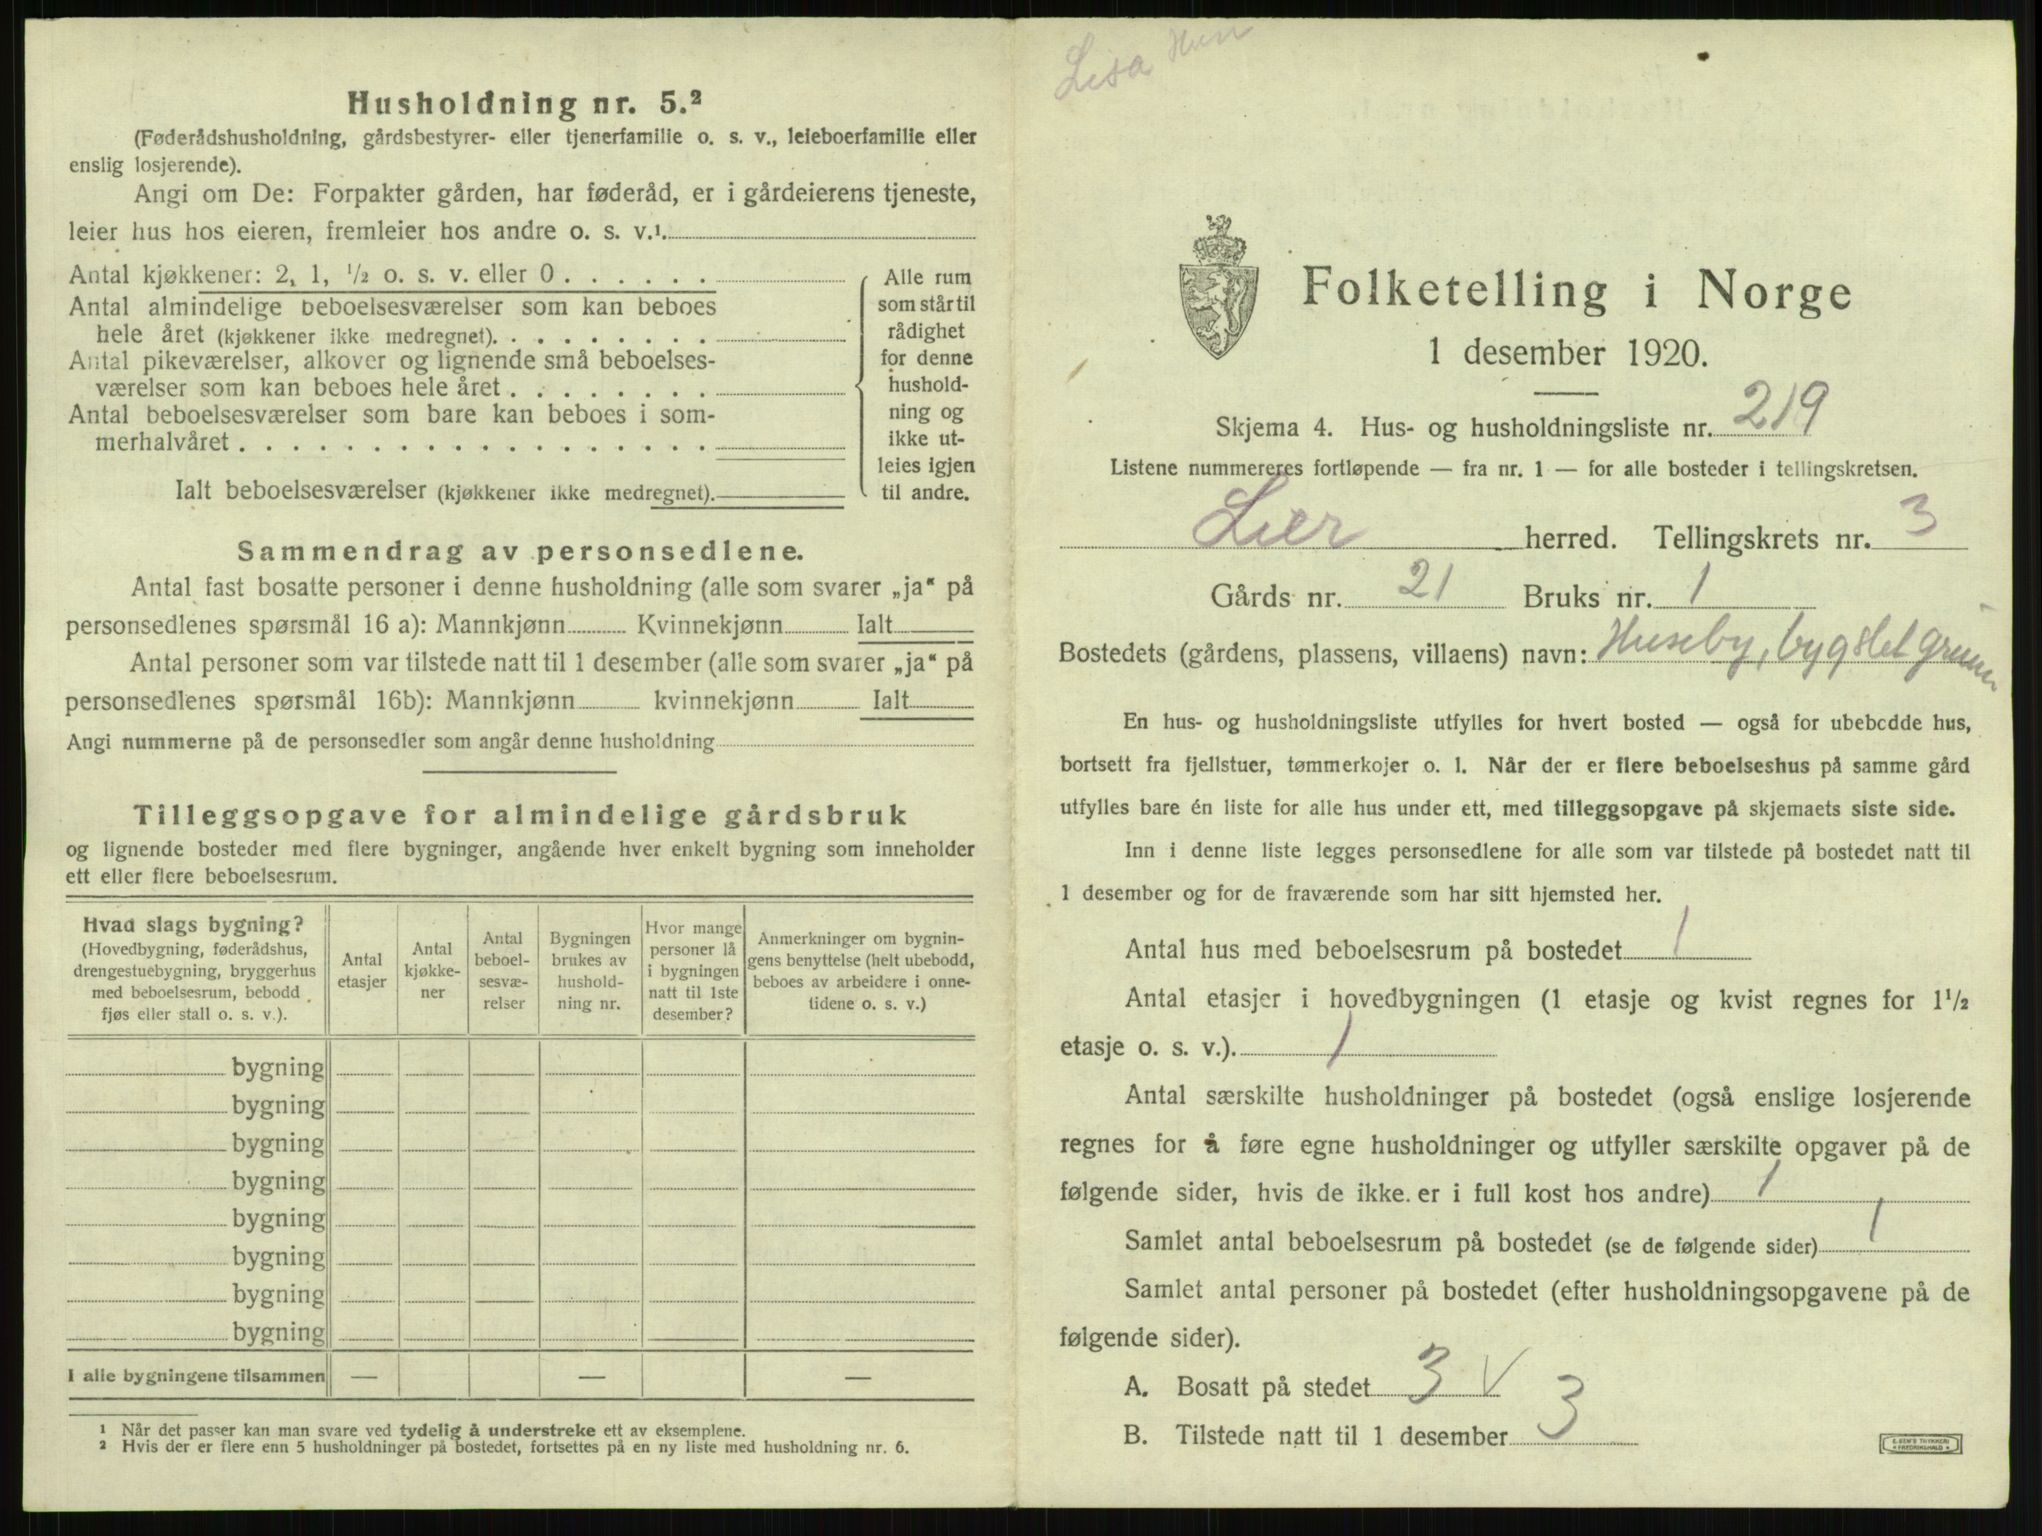 Husholdning nr. 5.²
(Føderådshusholdning, gårdsbestyrer- eller tjenerfamilie o. s. v., leieboerfamilie eller
enslig losjerende).
Angi om De: Forpakter gården, har føderåd, er i gårdeierens tjeneste,
leier hus hos eieren, fremleier hos andre o. s. v.¹
Antal kjøkkener: 2, 1, ½ o. s. v. eller 0 . . . . . .
Antal almindelige beboelsesværelser som kan beboes
hele året (kjøkkener ikke medregnet). . . . . . . . .
Antal pikeværelser, alkover og lignende små beboelses-
værelser som kan beboes hele året . . . . . . . .
Antal beboelsesværelser som bare kan beboes i som-
merhalvåret . . . . . . . . . . . . . . . . . .
Ialt beboelsesværelser (kjøkkener ikke medregnet).
Alle rum
som står til
rådighet
for denne
hushold-
ning og
ikke ut-
leies igjen
til andre.
Sammendrag av personsedlene.
Antal fast bosatte personer i denne husholdning (alle som svarer „ja“ på
personsedlenes spørsmål 16 a): Mannkjønn Kvinnekjønn Ialt
Antal personer som var tilstede natt til 1 desember (alle som svarer „ja“ på
personsedlenes spørsmål 16b): Mannkjønn kvinnekjønn Ialt
Angi nummerne på de personsedler som angår denne husholdning
Tilleggsopgave for almindelige gårdsbruk
og lignende bosteder med flere bygninger, angående hver enkelt bygning som inneholder
ett eller flere beboelsesrum.
Hvad slags bygning?
(Hovedbygning, føderådshus,
drengestuebygning, bryggerhus
med beboelsesrum, bebodd
fjøs eller stall o. s. v.).
Antal
etasjer
Antal
kjøkke-
ner
Antal
beboel-
sesvæ-
relser
Bygningen
brukes av
hushold-
ning nr.
Hvor mange
personer lå
i bygningen
natt til 1ste
desember?
Anmerkninger om bygnin-
gens benyttelse (helt ubebodd,
beboes av arbeidere i onne-
tidene o. s. v.)
bygning
bygning
bygning
bygning
bygning
bygning
bygning
bygning
I alle bygningene tilsammen — — —
¹ Når det passer kan man svare ved tydelig å understreke ett av eksemplene.
² Hvis der er flere enn 5 husholdninger på bostedet, fortsettes på en ny liste med husholdning nr. 6.
Lisa
Folketelling i Norge
1 desember 1920.
Skjema 4. Hus- og husholdningsliste nr. 219
Listene nummereres fortløpende — fra nr. 1 — for alle bosteder i tellingskretsen.
Lier herred. Tellingskrets nr. 3
Gårds nr. 21 Bruks nr. 1
Bostedets (gårdens, plassens, villaens) navn: Huseby, bygslet grunn
En hus- og husholdningsliste utfylles for hvert bosted — også for ubebodde hus,
bortsett fra fjellstuer, tømmerkojer o. l. Når der er flere beboelseshus på samme gård
utfylles bare én liste for alle hus under ett, med tilleggsopgave på skjemaets siste side.
Inn i denne liste legges personsedlene for alle som var tilstede på bostedet natt til
1 desember og for de fraværende som har sitt hjemsted her.
Antal hus med beboelsesrum på bostedet 1
Antal etasjer i hovedbygningen (1 etasje og kvist regnes for 1½
etasje o. s. v.). 1
Antal særskilte husholdninger på bostedet (også enslige losjerende
regnes for å føre egne husholdninger og utfyller særskilte opgaver på de
følgende sider, hvis de ikke er i full kost hos andre) 1
Samlet antal beboelsesrum på bostedet (se de følgende sider) 1
Samlet antal personer på bostedet (efter husholdningsopgavene på de
følgende sider).
A. Bosatt på stedet 3 √
B. Tilstede natt til 1 desember 3